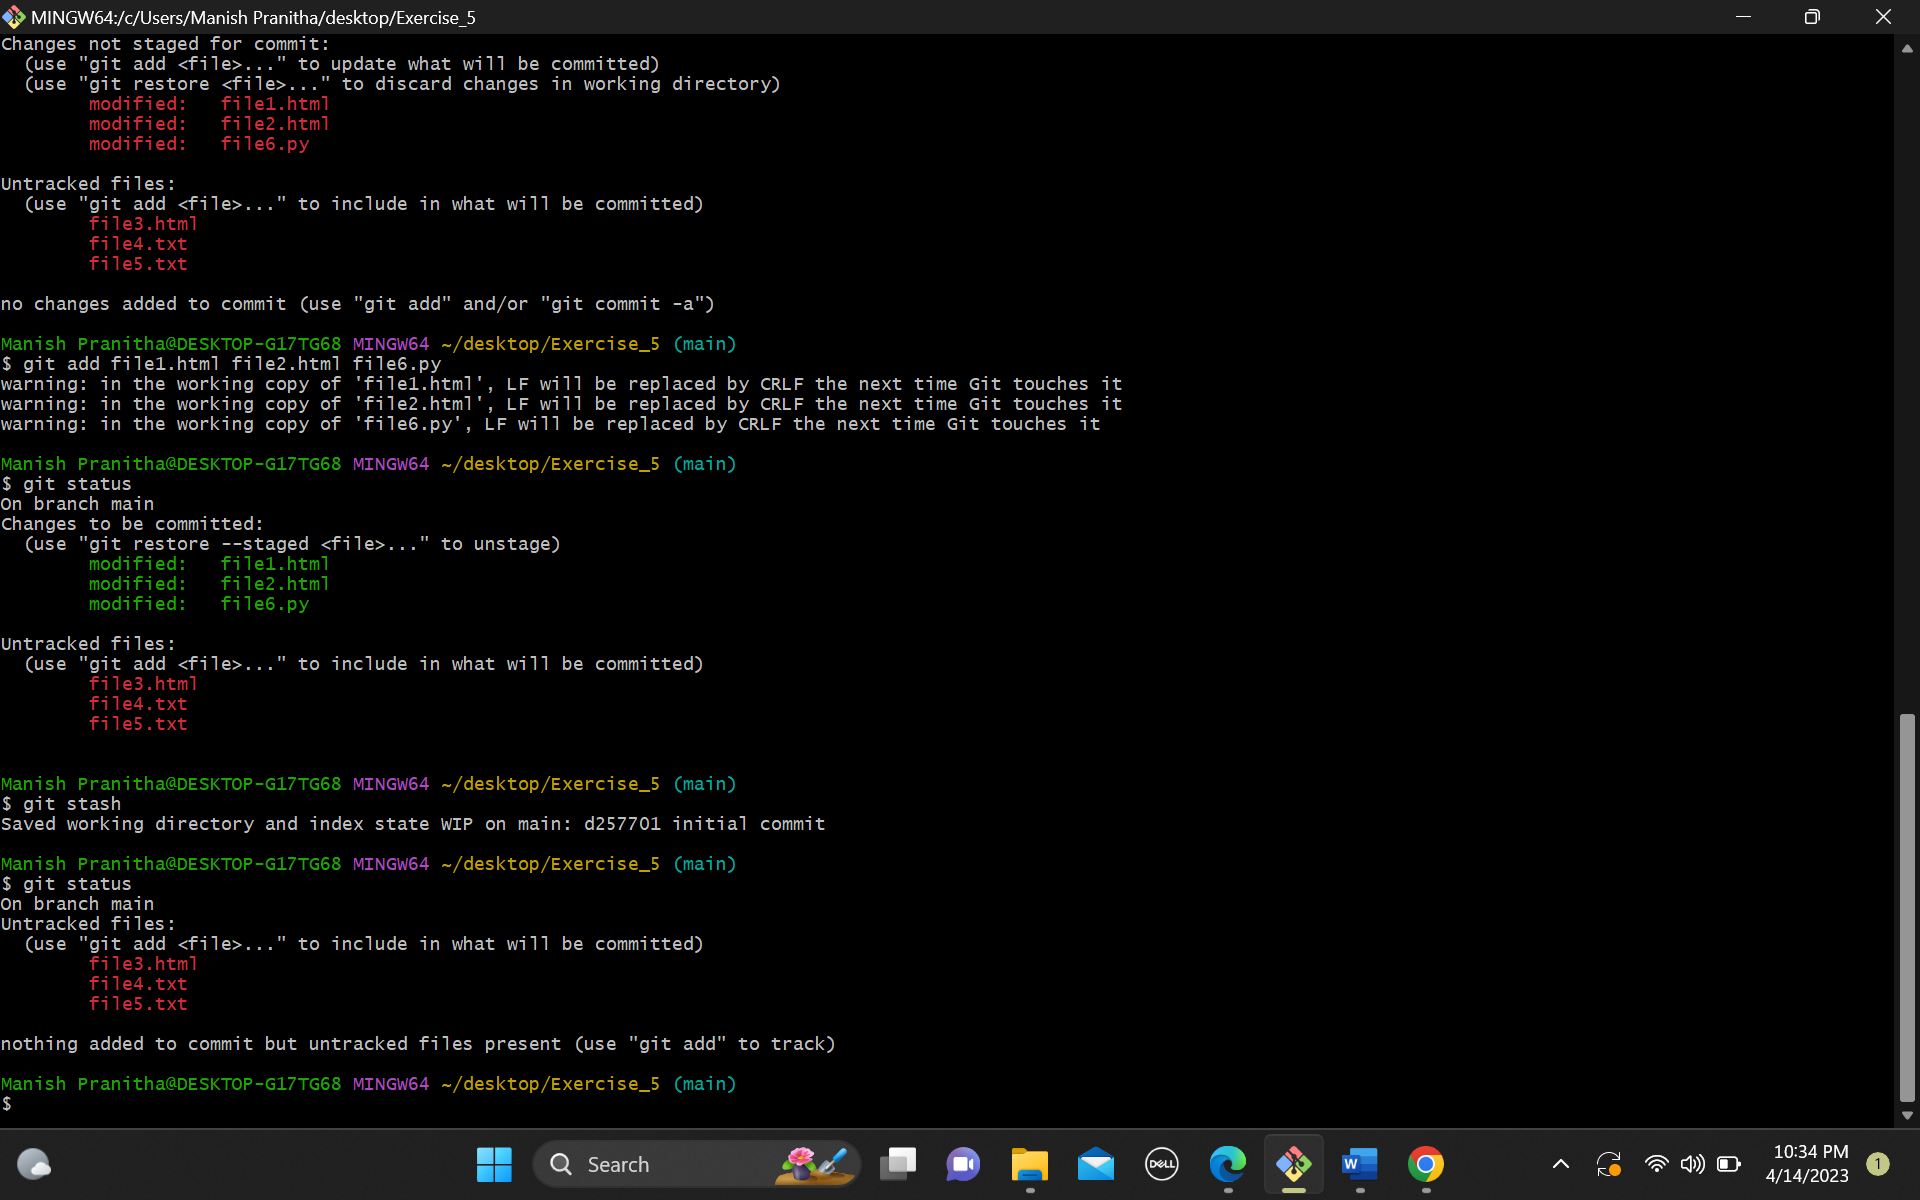 MINGW64:/c/Users/Manish Pranitha/desktop/Exercise_5
Changes not staged for commit:
  (use "git add <file>..." to update what will be committed)
  (use "git restore <file>..." to discard changes in working directory)
        modified:   file1.html
        modified:   file2.html
        modified:   file6.py

Untracked files:
  (use "git add <file>..." to include in what will be committed)
        file3.html
        file4.txt
        file5.txt

no changes added to commit (use "git add" and/or "git commit -a")

Manish Pranitha@DESKTOP-G17TG68 MINGW64 ~/desktop/Exercise_5 (main)
$ git add file1.html file2.html file6.py
warning: in the working copy of 'file1.html', LF will be replaced by CRLF the next time Git touches it
warning: in the working copy of 'file2.html', LF will be replaced by CRLF the next time Git touches it
warning: in the working copy of 'file6.py', LF will be replaced by CRLF the next time Git touches it

Manish Pranitha@DESKTOP-G17TG68 MINGW64 ~/desktop/Exercise_5 (main)
$ git status
On branch main
Changes to be committed:
  (use "git restore --staged <file>..." to unstage)
        modified:   file1.html
        modified:   file2.html
        modified:   file6.py

Untracked files:
  (use "git add <file>..." to include in what will be committed)
        file3.html
        file4.txt
        file5.txt

Manish Pranitha@DESKTOP-G17TG68 MINGW64 ~/desktop/Exercise_5 (main)
$ git stash
Saved working directory and index state WIP on main: d257701 initial commit

Manish Pranitha@DESKTOP-G17TG68 MINGW64 ~/desktop/Exercise_5 (main)
$ git status
On branch main
Untracked files:
  (use "git add <file>..." to include in what will be committed)
        file3.html
        file4.txt
        file5.txt

nothing added to commit but untracked files present (use "git add" to track)

Manish Pranitha@DESKTOP-G17TG68 MINGW64 ~/desktop/Exercise_5 (main)
$
Search
DELL
W
10:34 PM
4/14/2023
1